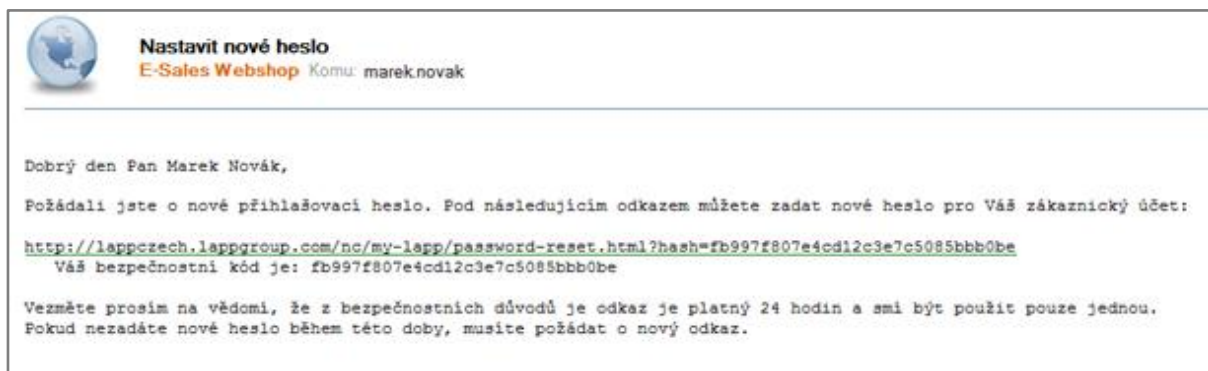 Nastavit nové heslo
E-Sales Webshop Komu: marek.novak
Dobrý den Pan Marek Novák,
Požádali jste o nové přihlašovací heslo. Pod následujícím odkazem můžete zadat nové heslo pro Váš zákaznický účet:
http://lappczech.lappgroup.com/nc/my-lapp/password-reset.html?hash=fb997f807e4cd12c3e7c5085bbb0be
Váš bezpečnostní kód je: fb997f807e4cd12c3e7c5085bbb0be
Vezměte prosím na vědomí, že z bezpečnostních důvodů je odkaz je platný 24 hodin a smí být použit pouze jednou.
Pokud nezadáte nové heslo během této doby, musíte požádat o nový odkaz.